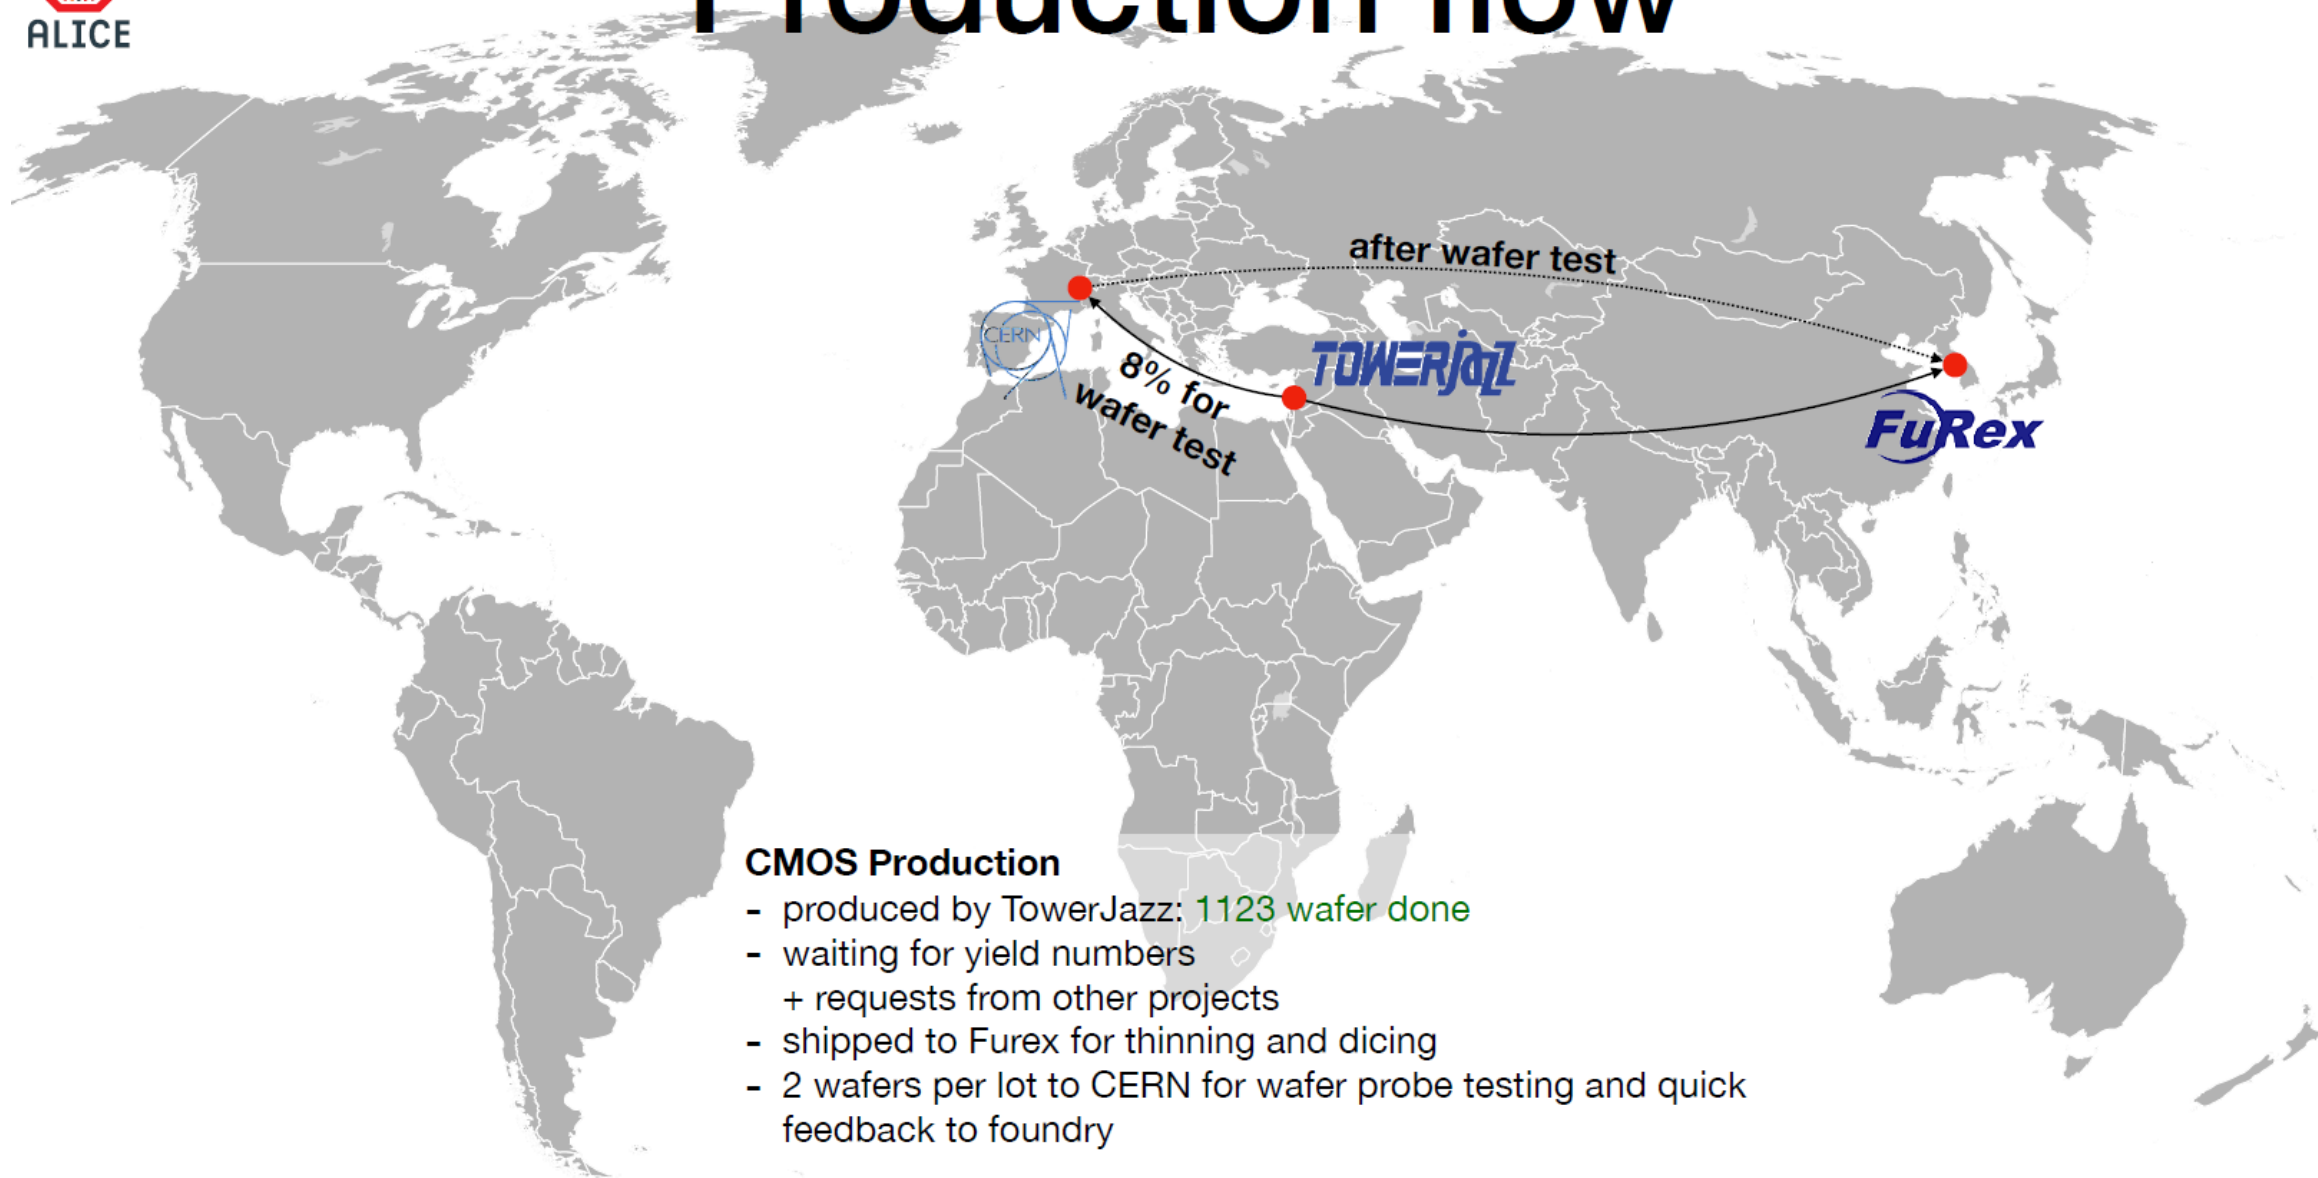 ALICE
Production flow
after wafer test
CERN
TOWERjazz
8% for
wafer test
FuRex
CMOS Production
- produced by TowerJazz: 1123 wafer done
- waiting for yield numbers
+ requests from other projects
- shipped to Furex for thinning and dicing
- 2 wafers per lot to CERN for wafer probe testing and quick
feedback to foundry